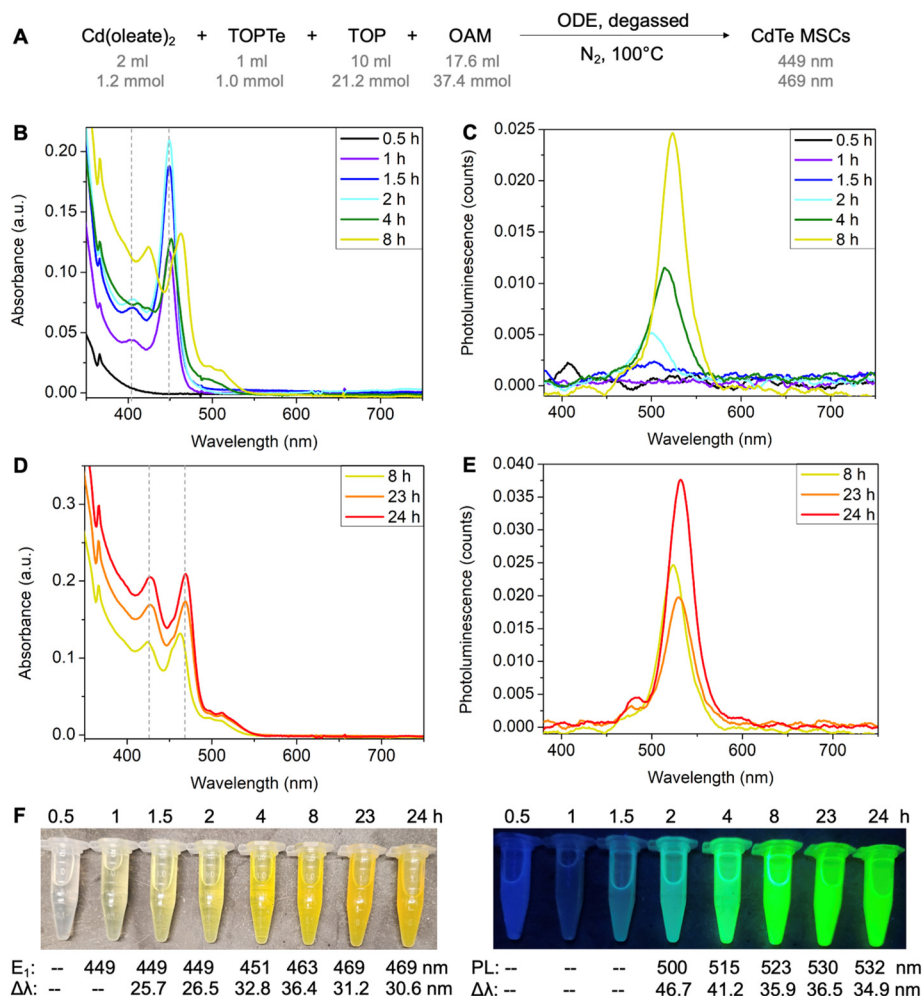 A
Cd(oleate)₂ + TOPTe + TOP + OAM ODE, degassed CdTe MSCs
2 ml 1 ml 10 ml 17.6 ml N₂, 100°C 449 nm
1.2 mmol 1.0 mmol 21.2 mmol 37.4 mmol 469 nm
B
Absorbance (a.u.)
0.20
0.15
0.10
0.05
0.00
0.5 h
1 h
1.5 h
2 h
4 h
8 h
400 500 600 700
Wavelength (nm)
C
Photoluminescence (counts)
0.025
0.020
0.015
0.010
0.005
0.000
0.5 h
1 h
1.5 h
2 h
4 h
8 h
400 500 600 700
Wavelength (nm)
D
Absorbance (a.u.)
0.3
0.2
0.1
0.0
8 h
23 h
24 h
400 500 600 700
Wavelength (nm)
E
Photoluminescence (counts)
0.040
0.035
0.030
0.025
0.020
0.015
0.010
0.005
0.000
8 h
23 h
24 h
400 500 600 700
Wavelength (nm)
F 0.5 1 1.5 2 4 8 23 24 h
E₁: -- 449 449 449 451 463 469 469 nm
Δλ: -- -- 25.7 26.5 32.8 36.4 31.2 30.6 nm
0.5 1 1.5 2 4 8 23 24 h
PL: -- -- -- 500 515 523 530 532 nm
Δλ: -- -- -- 46.7 41.2 35.9 36.5 34.9 nm